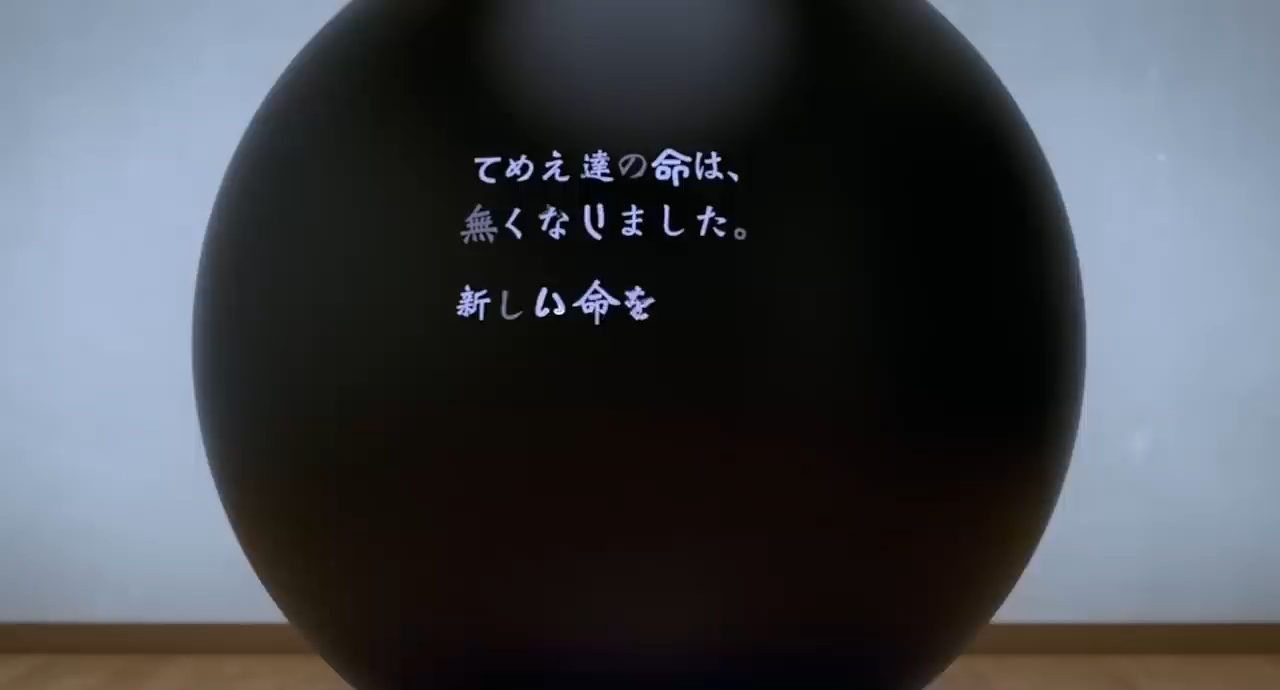 てめえ達の命は、
無くなりました。
新しい命を